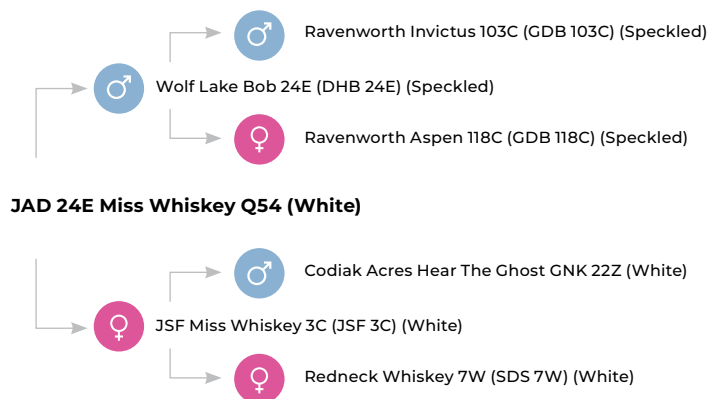 Ravenworth Invictus 103C (GDB 103C) (Speckled)
Wolf Lake Bob 24E (DHB 24E) (Speckled)
Ravenworth Aspen 118C (GDB 118C) (Speckled)
JAD 24E Miss Whiskey Q54 (White)
Codiak Acres Hear The Ghost GNK 22Z (White)
JSF Miss Whiskey 3C (JSF 3C) (White)
Redneck Whiskey 7W (SDS 7W) (White)